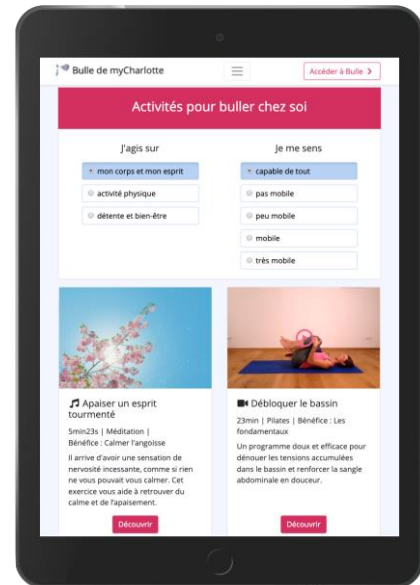 Bulle de myCharlotte
Accéder à Bulle
Activités pour buller chez soi
J'agis sur
mon corps et mon esprit
activité physique
détente et bien-être
Je me sens
capable de tout
pas mobile
peu mobile
mobile
très mobile
Apaiser un esprit
tourmenté
5min23s | Méditation |
Bénéfice : Calmer l'angoisse
Il arrive d'avoir une sensation de
nervosité incessante, comme si rien
ne vous pouvait vous calmer. Cet
exercice vous aide à retrouver du
calme et de l'apaisement.
Découvrir
Débloquer le bassin
23min | Pilates | Bénéfice : Les
fondamentaux
Un programme doux et efficace pour
dénouer les tensions accumulées
dans le bassin et renforcer la sangle
abdominale en douceur.
Découvrir